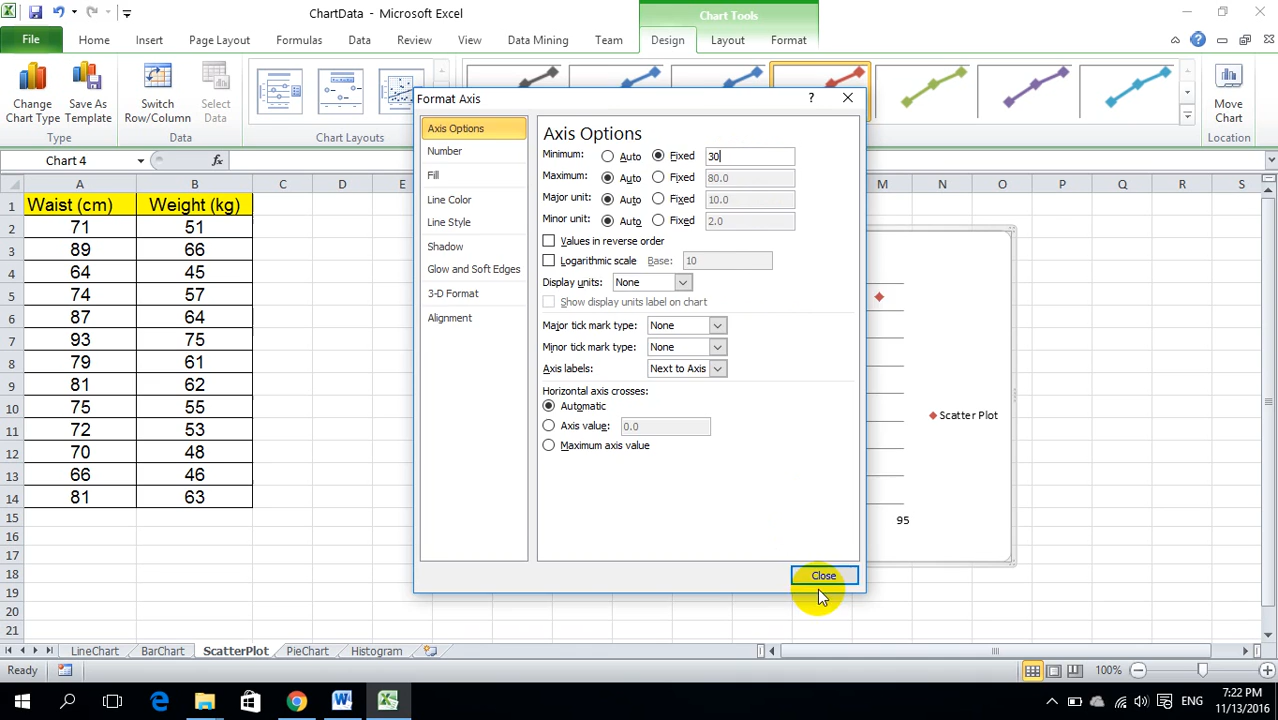 ChartData - Microsoft Excel
Chart Tools
File
Home
Insert
Page Layout
Formulas
Data
Review
View
Data Mining
Team
Design
Layout
Format
Change
Chart Type
Save As
Template
Switch
Row/Column
Select
Data
Move
Chart
Type
Data
Chart Layouts
Location
Chart 4
fx
A B C D E M N O P Q R S
1 Waist (cm) Weight (kg)
2 71 51
3 89 66
4 64 45
5 74 57
6 87 64
7 93 75
8 79 61
9 81 62
10 75 55
11 72 53
12 70 48
13 66 46
14 81 63
15
16
17
18
19
20
21
Format Axis
?
Axis Options
Number
Fill
Line Color
Line Style
Shadow
Glow and Soft Edges
3-D Format
Alignment
Axis Options
Minimum: Auto Fixed 30
Maximum: Auto Fixed 80.0
Major unit: Auto Fixed 10.0
Minor unit: Auto Fixed 2.0
Values in reverse order
Logarithmic scale Base: 10
Display units: None
Show display units label on chart
Major tick mark type: None
Minor tick mark type: None
Axis labels: Next to Axis
Horizontal axis crosses:
Automatic
Axis value: 0.0
Maximum axis value
Close
Scatter Plot
95
LineChart
BarChart
ScatterPlot
PieChart
Histogram
Ready
100%
ENG
7:22 PM
11/13/2016